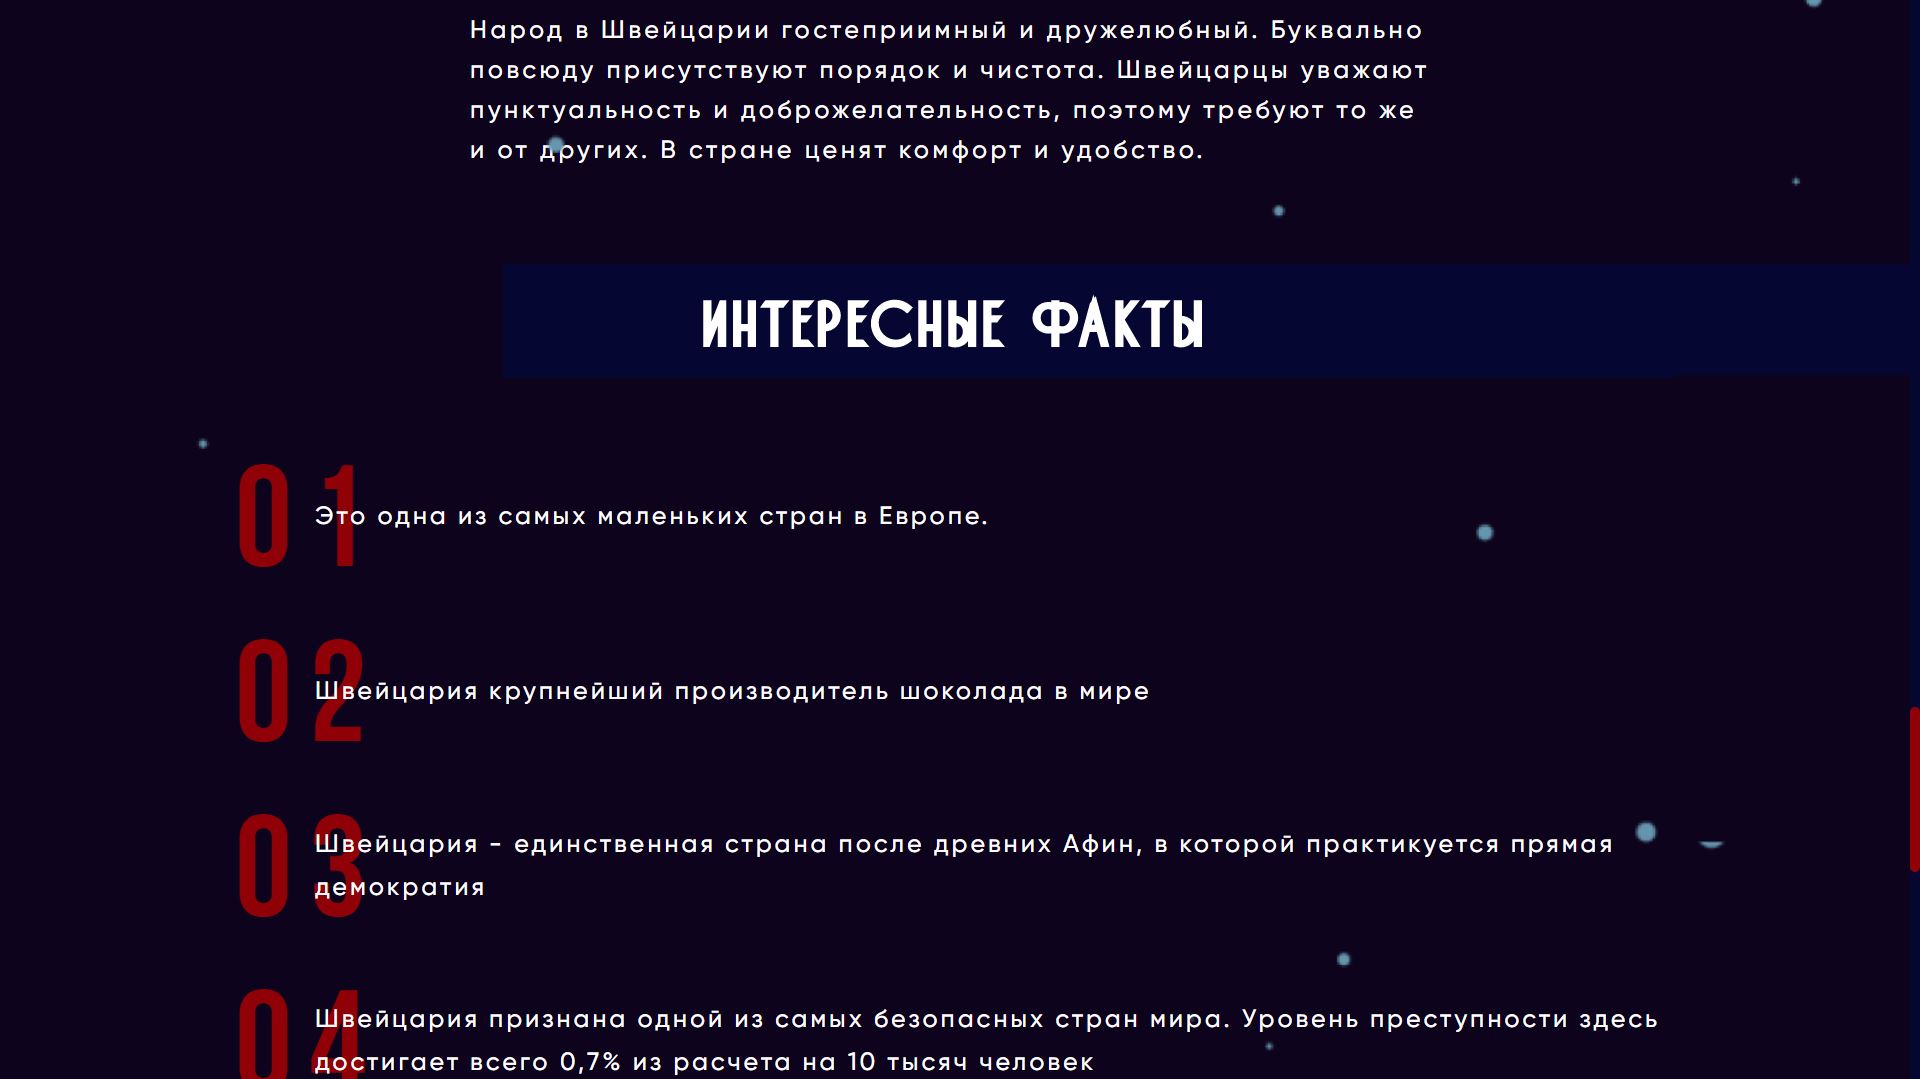 Народ в Швейцарии гостеприимный и дружелюбный. Буквально
повсюду присутствуют порядок и чистота. Швейцарцы уважают
пунктуальность и доброжелательность, поэтому требуют то же
и от других. В стране ценят комфорт и удобство.
ИНТЕРЕСНЫЕ ФАКТЫ
01
Это одна из самых маленьких стран в Европе.
02
Швейцария крупнейший производитель шоколада в мире
03
Швейцария - единственная страна после древних Афин, в которой практикуется прямая
демократия
04
Швейцария признана одной из самых безопасных стран мира. Уровень преступности здесь
достигает всего 0,7% из расчета на 10 тысяч человек